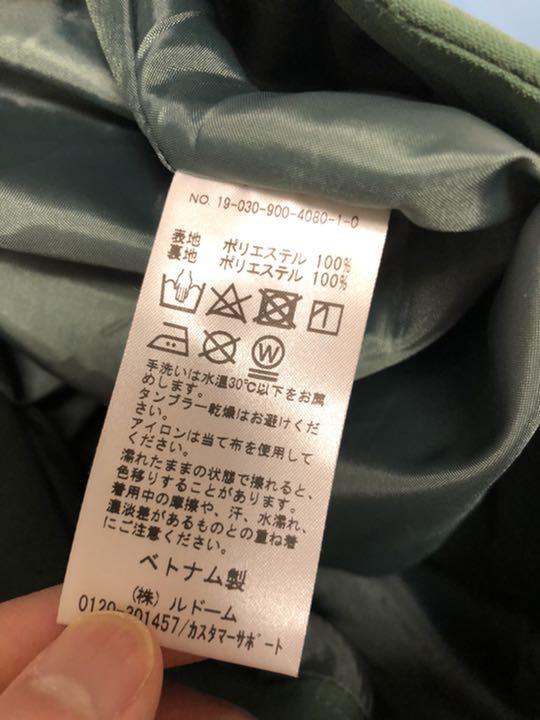 NO. 19-030-900-4080-1-0
表地 ポリエステル 100%
裏地 ポリエステル 100%
W
手洗いは水温30℃以下をお薦
めします。
タンブラー乾燥はお避けくだ
さい。
アイロンは当て布を使用して
ください。
濡れたままの状態で擦れると、
色移りすることがあります。
着用中の摩擦や、汗、水濡れ、
濃淡差があるものとの重ね着
にご注意ください。
ベトナム製
(株) ルドーム
0120-301457/カスタマーサポート